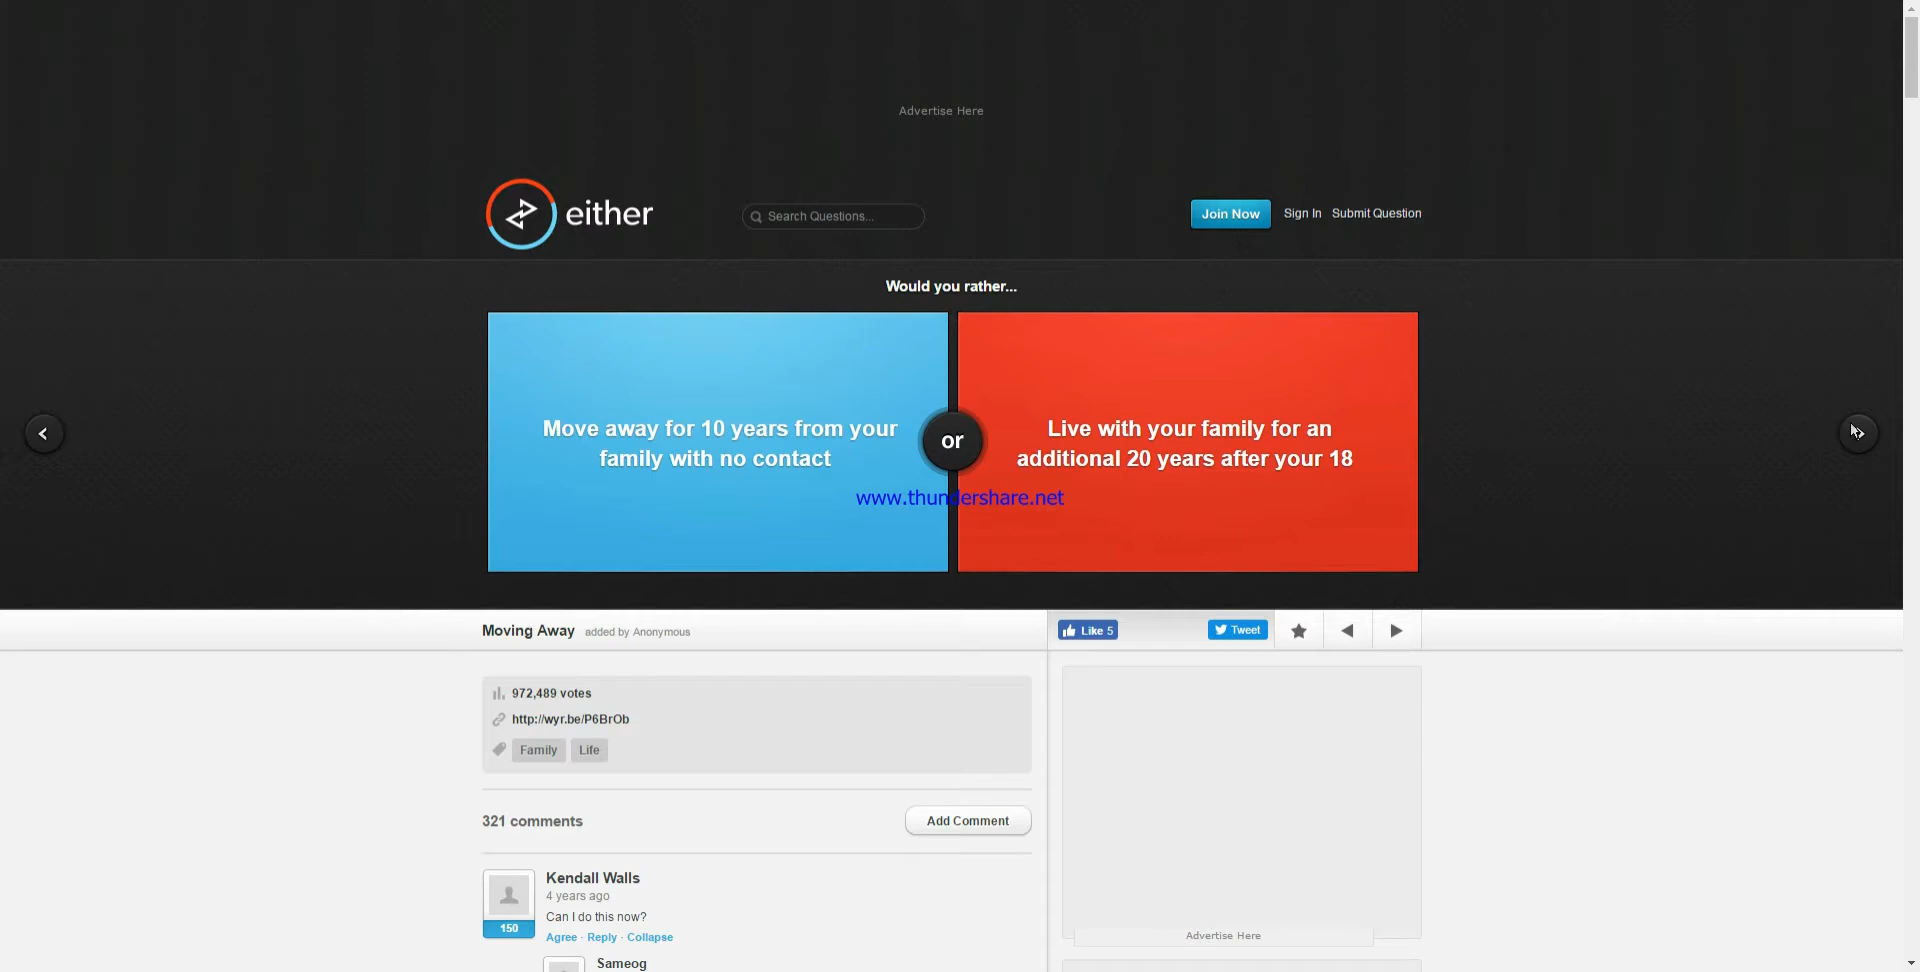 Advertise Here
either
Search Questions...
Join Now
Sign In
Submit Question
Would you rather...
Move away for 10 years from your
family with no contact
or
Live with your family for an
additional 20 years after your 18
www.thundershare.net
Moving Away added by Anonymous
Like 5
Tweet
972,489 votes
http://wyr.be/P6BrOb
Family
Life
321 comments
Add Comment
Kendall Walls
4 years ago
Can I do this now?
150
Agree · Reply · Collapse
Advertise Here
Sameog